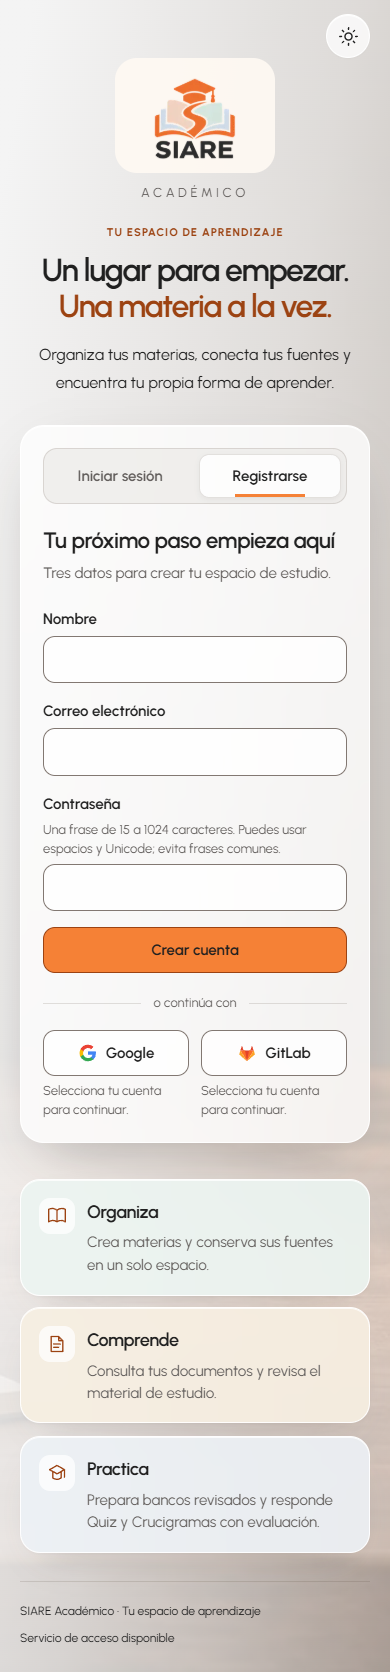 SIARE
ACADÉMICO
TU ESPACIO DE APRENDIZAJE
Un lugar para empezar.
Una materia a la vez.
Organiza tus materias, conecta tus fuentes y
encuentra tu propia forma de aprender.
Iniciar sesión
Registrarse
Tu próximo paso empieza aquí
Tres datos para crear tu espacio de estudio.
Nombre
Correo electrónico
Contraseña
Una frase de 15 a 1024 caracteres. Puedes usar
espacios y Unicode; evita frases comunes.
Crear cuenta
o continúa con
Google
GitLab
Selecciona tu cuenta
para continuar.
Selecciona tu cuenta
para continuar.
Organiza
Crea materias y conserva sus fuentes
en un solo espacio.
Comprende
Consulta tus documentos y revisa el
material de estudio.
Practica
Prepara bancos revisados y responde
Quiz y Crucigramas con evaluación.
SIARE Académico · Tu espacio de aprendizaje
Servicio de acceso disponible